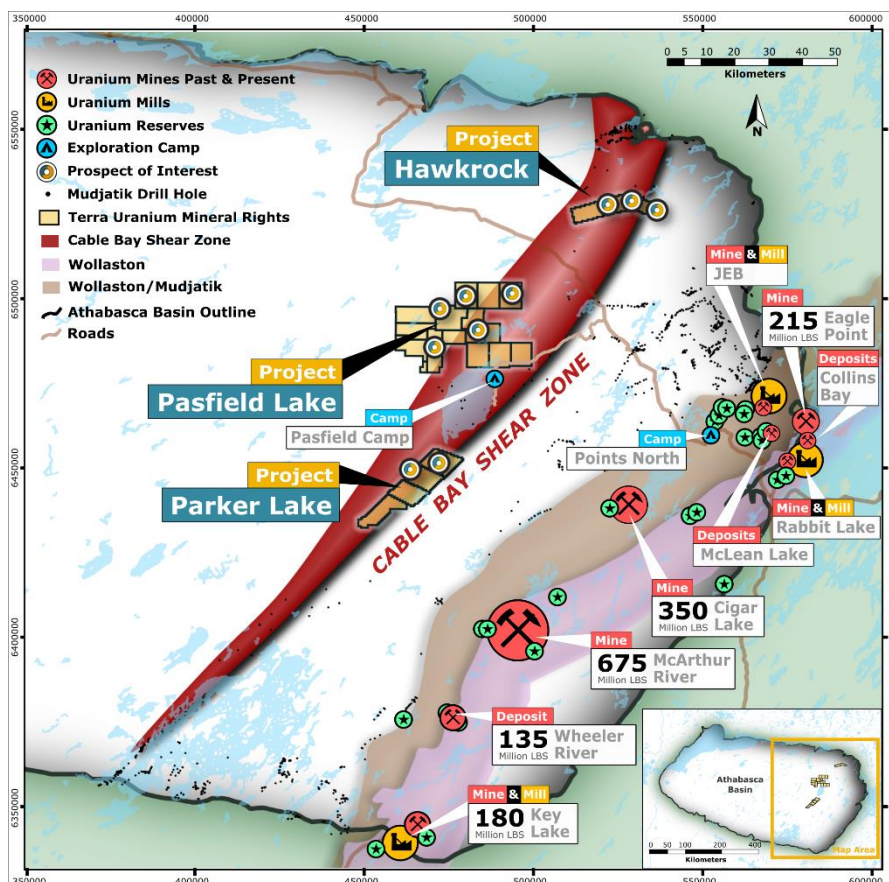 350000 400000 450000 500000 550000 600000
0 5 10 20 30 40 50
Kilometers
N
Uranium Mines Past & Present
Uranium Mills
Uranium Reserves
Exploration Camp
Prospect of Interest
Mudjatik Drill Hole
Terra Uranium Mineral Rights
Cable Bay Shear Zone
Wollaston
Wollaston/Mudjatik
Athabasca Basin Outline
Roads
6550000
6500000
6450000
6400000
6350000
Project
Hawkrock
Project
Pasfield Lake
Camp
Pasfield Camp
Project
Parker Lake
CABLE BAY SHEAR ZONE
Mine & Mill
JEB
Mine
215 Eagle
Million LBS Point
Deposits
Collins
Bay
Camp
Points North
Mine & Mill
Rabbit Lake
Deposits
McLean Lake
Mine
350 Cigar
Million LBS Lake
Mine
675 McArthur
Million LBS River
Deposit
135 Wheeler
Million LBS River
Mine & Mill
180 Key
Million LBS Lake
Athabasca
Basin
0 50 100 200 300 400
Kilometers
Map Area
6550000
6500000
6450000
6400000
6350000
350000 400000 450000 500000 550000 600000